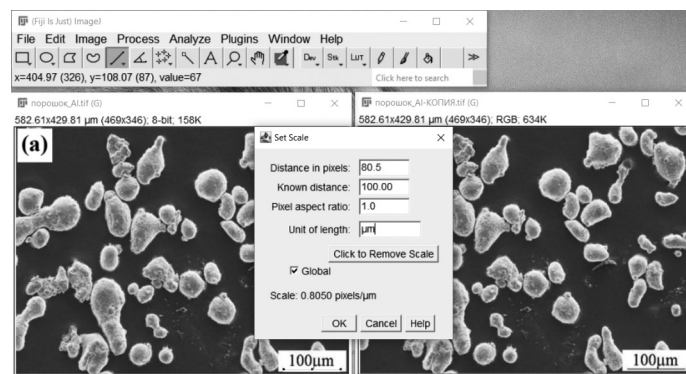 (Fiji Is Just) ImageJ
File Edit Image Process Analyze Plugins Window Help
A Dev Stk LUT
x=404.97 (326), y=108.07 (87), value=67
Click here to search
порошок_Al.tif (G)
582.61x429.81 µm (469x346); 8-bit; 158K
(a)
100µm
порошок_Al-КОПИЯ.tif (G)
582.61x429.81 µm (469x346); RGB; 634K
100µm
Set Scale
Distance in pixels: 80.5
Known distance: 100.00
Pixel aspect ratio: 1.0
Unit of length: µm
Click to Remove Scale
Global
Scale: 0.8050 pixels/µm
OK Cancel Help